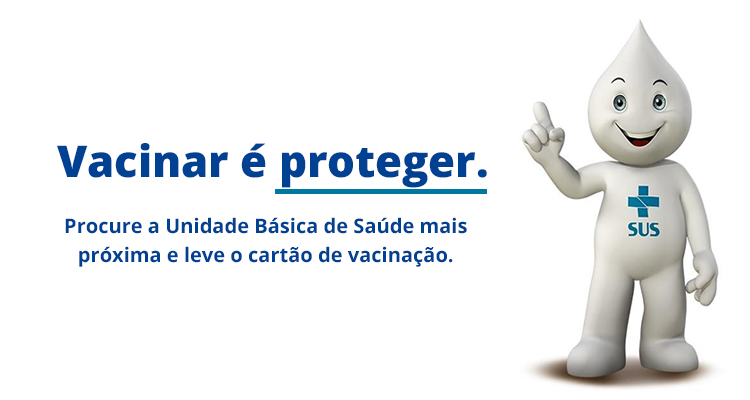 Vacinar é proteger.
Procure a Unidade Básica de Saúde mais
próxima e leve o cartão de vacinação.
SUS